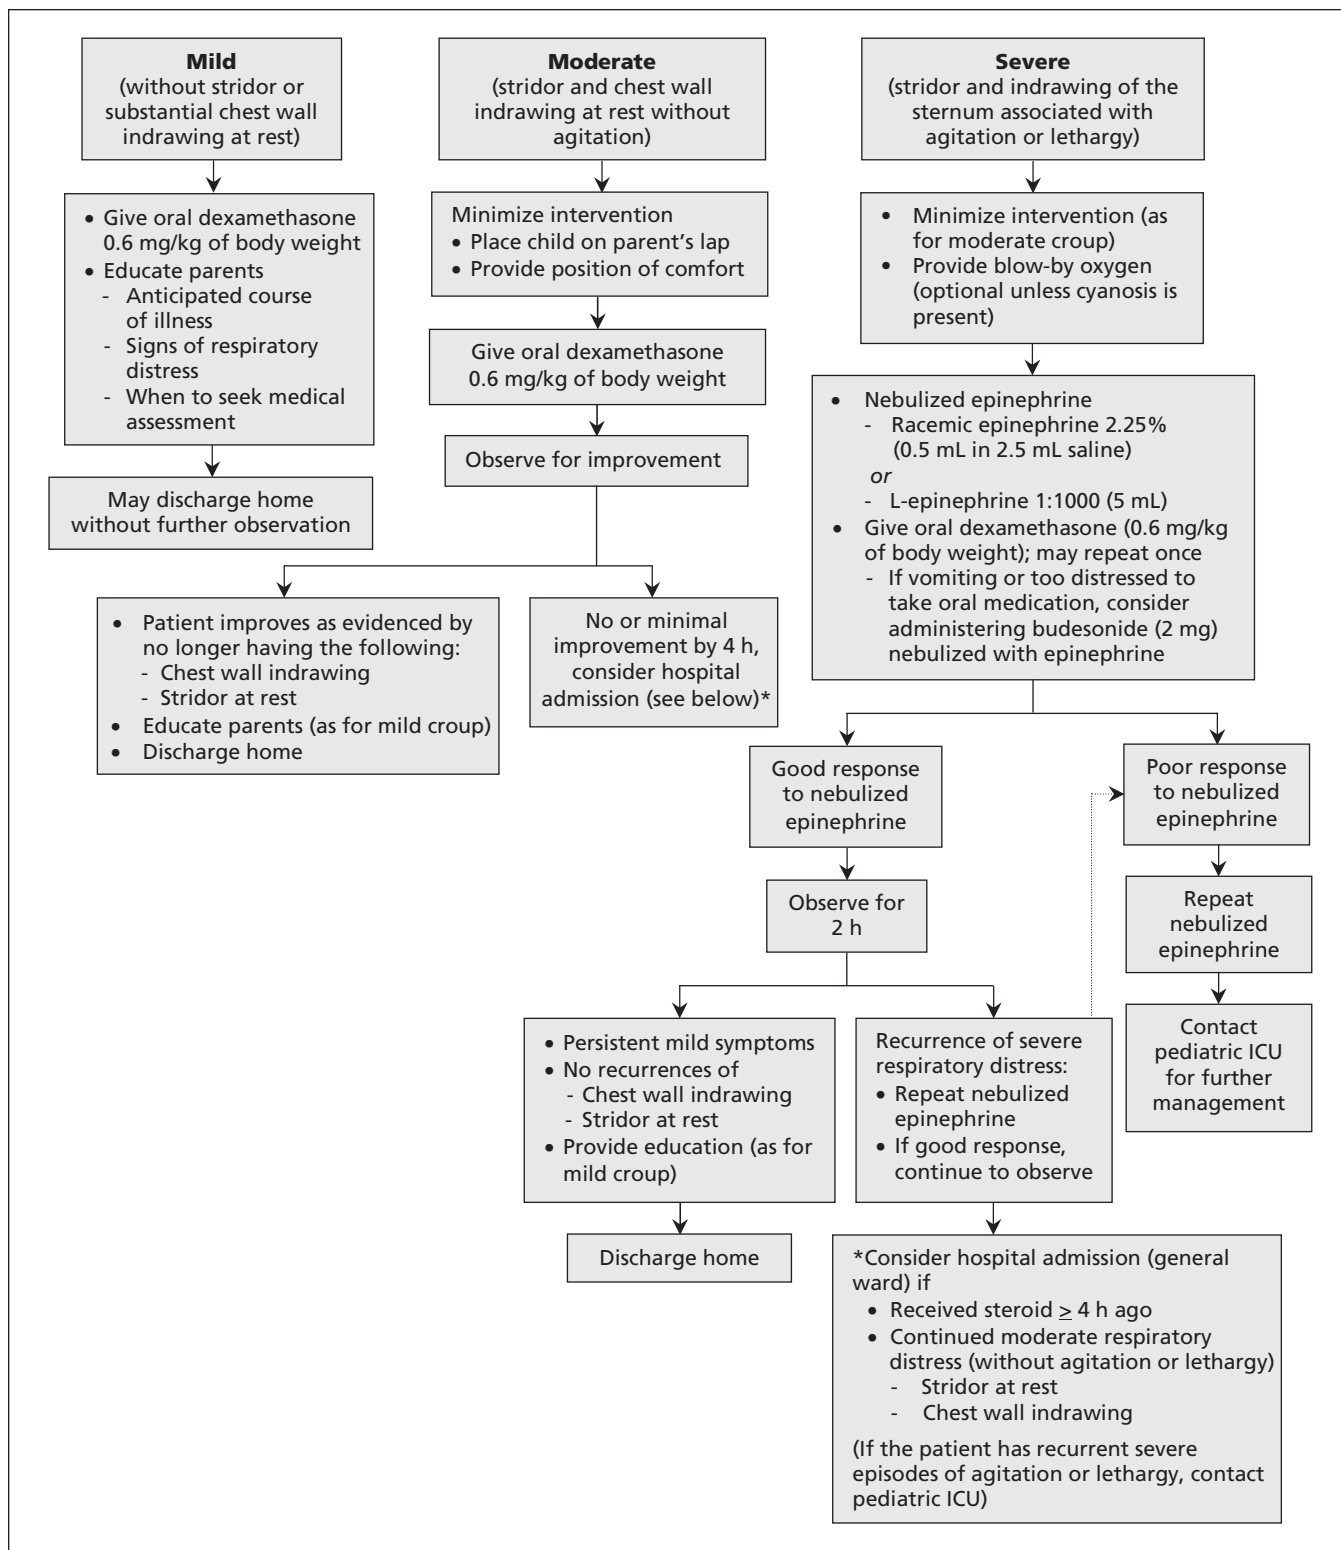 Mild
(without stridor or
substantial chest wall
indrawing at rest)
• Give oral dexamethasone
0.6 mg/kg of body weight
• Educate parents
- Anticipated course
of illness
- Signs of respiratory
distress
- When to seek medical
assessment
May discharge home
without further observation
Moderate
(stridor and chest wall
indrawing at rest without
agitation)
Minimize intervention
• Place child on parent's lap
• Provide position of comfort
Give oral dexamethasone
0.6 mg/kg of body weight
Observe for improvement
• Patient improves as evidenced by
no longer having the following:
- Chest wall indrawing
- Stridor at rest
• Educate parents (as for mild croup)
• Discharge home
No or minimal
improvement by 4 h,
consider hospital
admission (see below)*
Severe
(stridor and indrawing of the
sternum associated with
agitation or lethargy)
• Minimize intervention (as
for moderate croup)
• Provide blow-by oxygen
(optional unless cyanosis is
present)
• Nebulized epinephrine
- Racemic epinephrine 2.25%
(0.5 mL in 2.5 mL saline)
or
- L-epinephrine 1:1000 (5 mL)
• Give oral dexamethasone (0.6 mg/kg
of body weight); may repeat once
- If vomiting or too distressed to
take oral medication, consider
administering budesonide (2 mg)
nebulized with epinephrine
Good response
to nebulized
epinephrine
Observe for
2 h
• Persistent mild symptoms
• No recurrences of
- Chest wall indrawing
- Stridor at rest
• Provide education (as for
mild croup)
Discharge home
Recurrence of severe
respiratory distress:
• Repeat nebulized
epinephrine
• If good response,
continue to observe
*Consider hospital admission (general
ward) if
• Received steroid ≥ 4 h ago
• Continued moderate respiratory
distress (without agitation or lethargy)
- Stridor at rest
- Chest wall indrawing
(If the patient has recurrent severe
episodes of agitation or lethargy, contact
pediatric ICU)
Poor response
to nebulized
epinephrine
Repeat
nebulized
epinephrine
Contact
pediatric ICU
for further
management